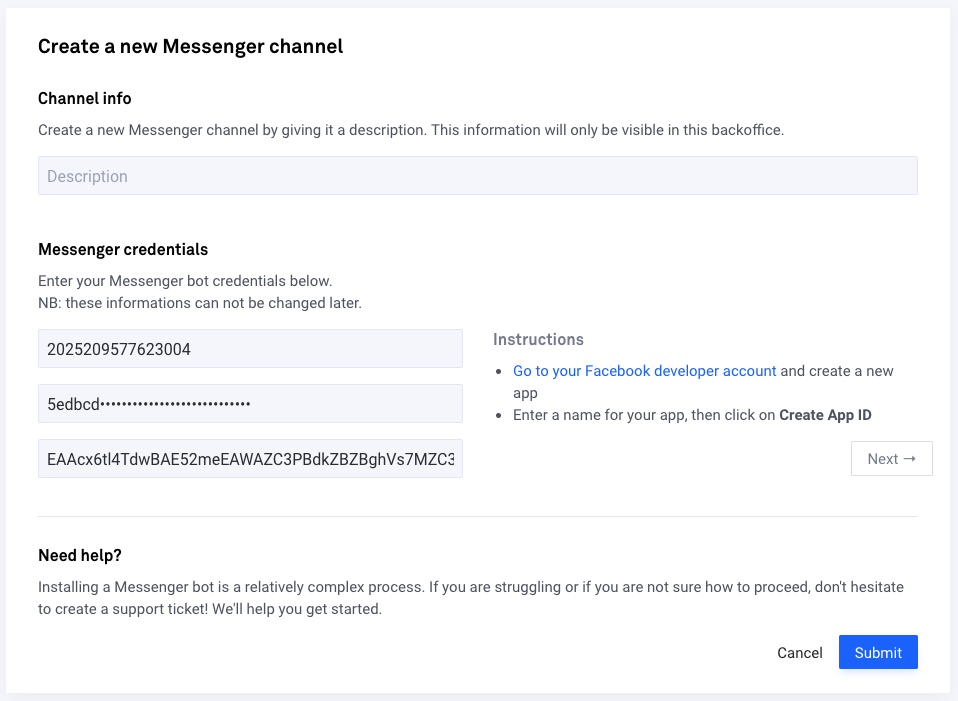 Create a new Messenger channel
Channel info
Create a new Messenger channel by giving it a description. This information will only be visible in this backoffice.
Description
Messenger credentials
Enter your Messenger bot credentials below.
NB: these informations can not be changed later.
2025209577623004
5edbcd••••••••••••••••••••••••••••
EAAcx6tl4TdwBAE52meEAWAZC3PBdkZBZBghVs7MZC3
Instructions
• Go to your Facebook developer account and create a new
app
• Enter a name for your app, then click on Create App ID
Next →
Need help?
Installing a Messenger bot is a relatively complex process. If you are struggling or if you are not sure how to proceed, don't hesitate
to create a support ticket! We'll help you get started.
Cancel
Submit